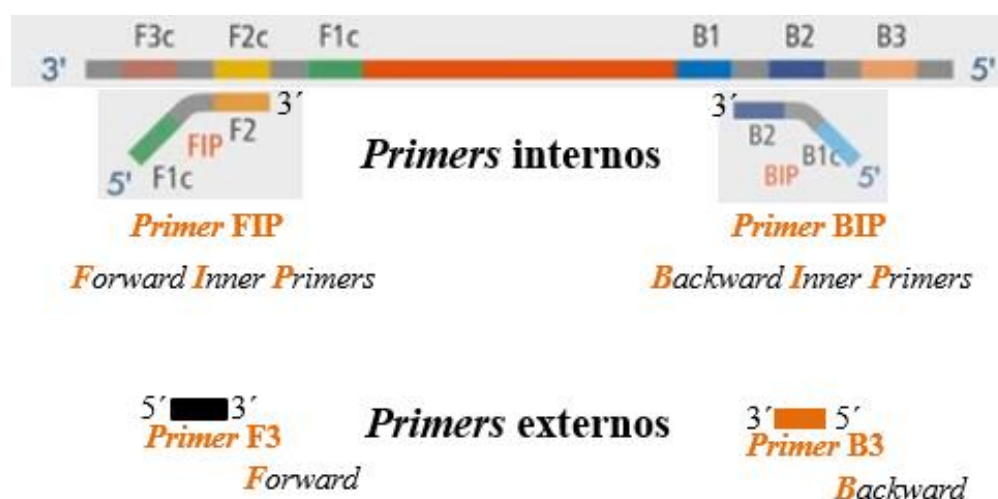 F3c F2c F1c B1 B2 B3
3' 5'
3´ 3´
F2 B2
FIP B1c
5' F1c BIP 5'
Primers internos
Primer FIP Primer BIP
Forward Inner Primers Backward Inner Primers
5´ 3´ Primers externos 3´ 5´
Primer F3 Primer B3
Forward Backward